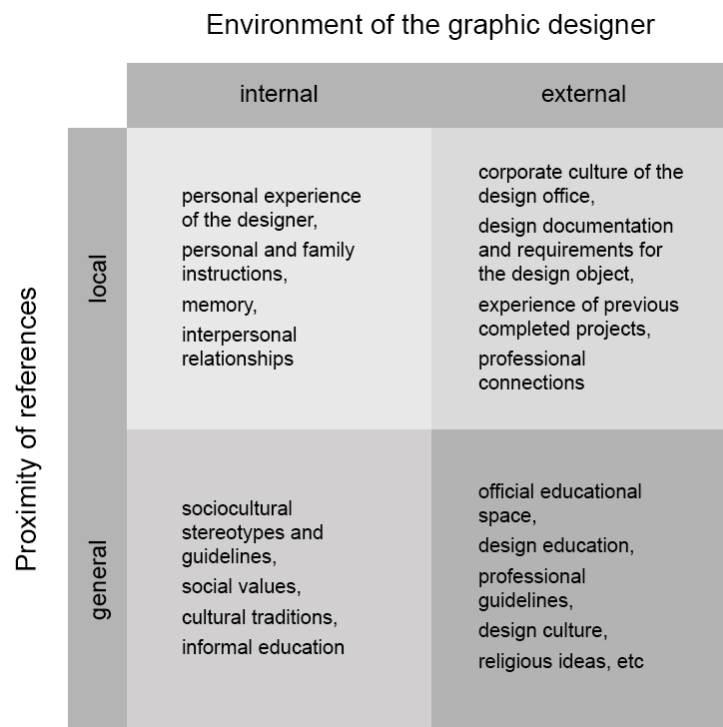 Environment of the graphic designer
internal
external
Proximity of references
local
personal experience
of the designer,
personal and family
instructions,
memory,
interpersonal
relationships
corporate culture of the
design office,
design documentation
and requirements for
the design object,
experience of previous
completed projects,
professional
connections
general
sociocultural
stereotypes and
guidelines,
social values,
cultural traditions,
informal education
official educational
space,
design education,
professional
guidelines,
design culture,
religious ideas, etc